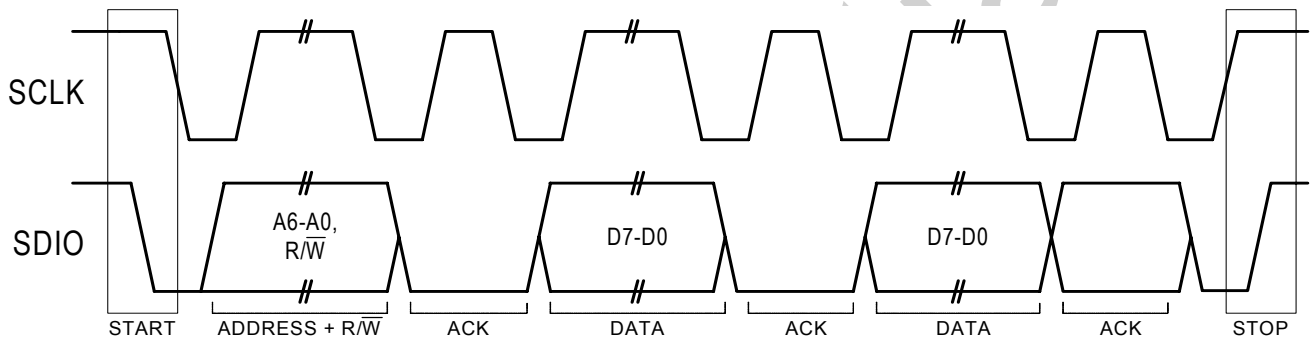 SCLK
SDIO
A6-A0,
R/W̅
D7-D0
D7-D0
START
ADDRESS + R/W̅
ACK
DATA
ACK
DATA
ACK
STOP